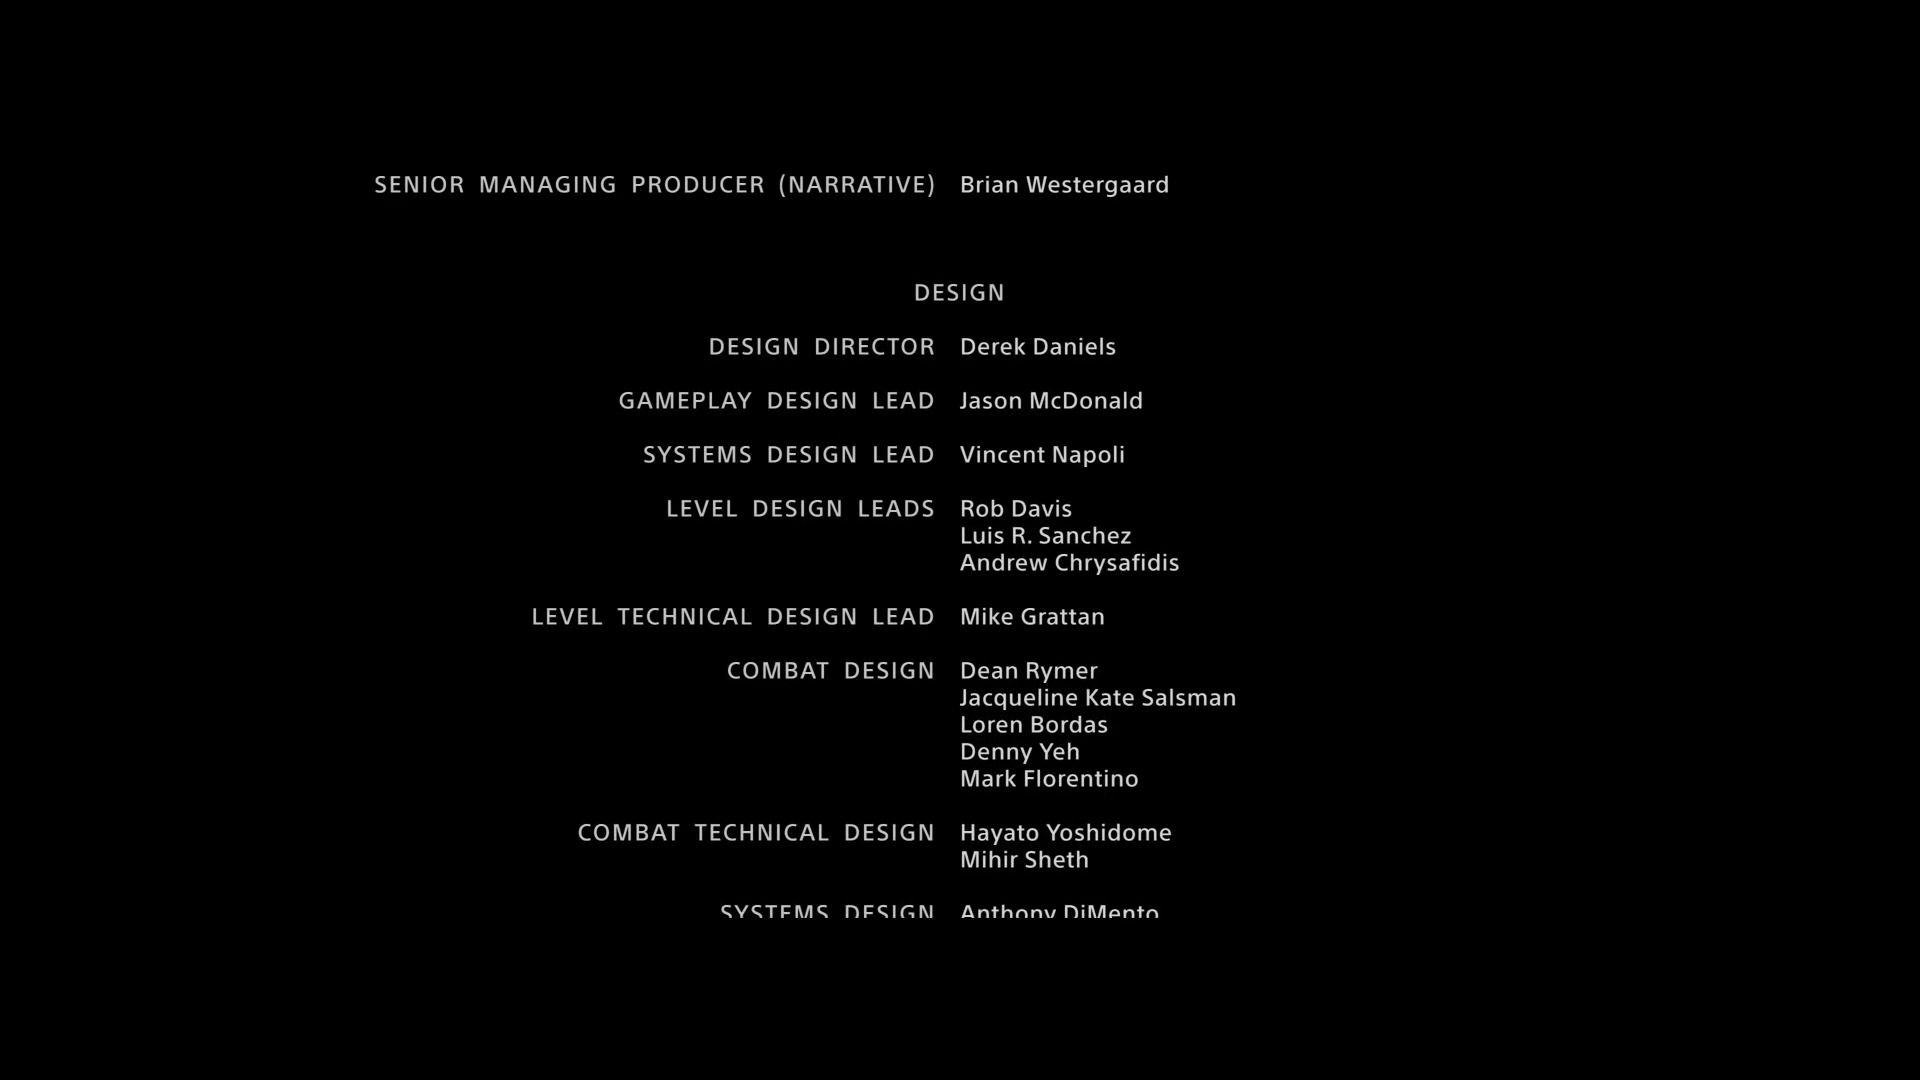 SENIOR MANAGING PRODUCER (NARRATIVE) Brian Westergaard
DESIGN
DESIGN DIRECTOR Derek Daniels
GAMEPLAY DESIGN LEAD Jason McDonald
SYSTEMS DESIGN LEAD Vincent Napoli
LEVEL DESIGN LEADS Rob Davis
Luis R. Sanchez
Andrew Chrysafidis
LEVEL TECHNICAL DESIGN LEAD Mike Grattan
COMBAT DESIGN Dean Rymer
Jacqueline Kate Salsman
Loren Bordas
Denny Yeh
Mark Florentino
COMBAT TECHNICAL DESIGN Hayato Yoshidome
Mihir Sheth
SYSTEMS DESIGN Anthony DiMento